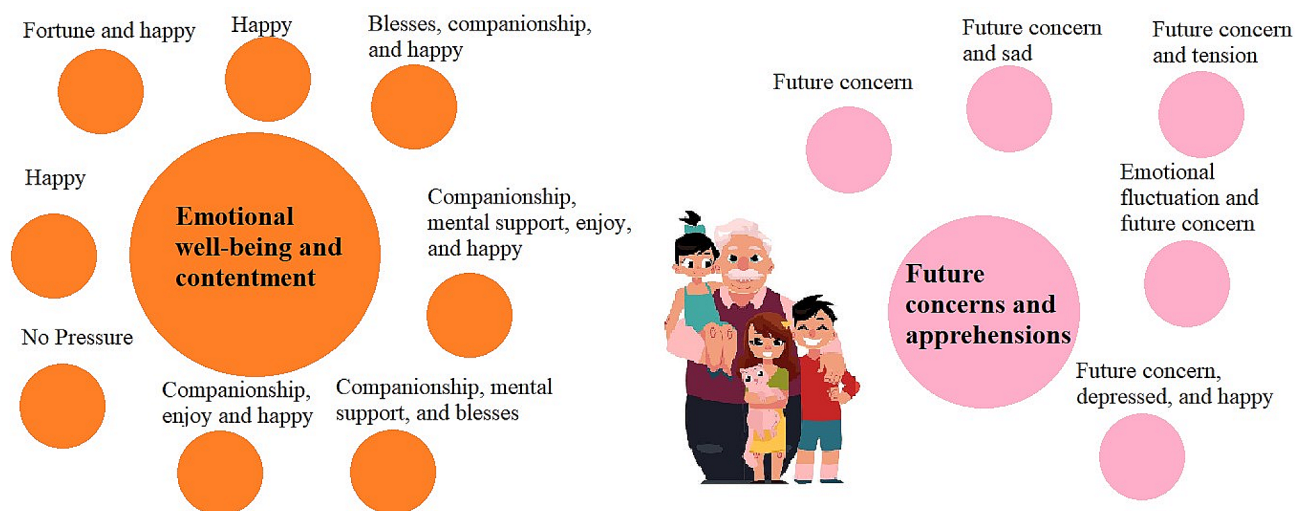 Fortune and happy
Happy
Blesses, companionship,
and happy
Happy
Emotional
well-being and
contentment
Companionship,
mental support, enjoy,
and happy
No Pressure
Companionship,
enjoy and happy
Companionship, mental
support, and blesses
Future concern
Future concern
and sad
Future concern
and tension
Emotional
fluctuation and
future concern
Future
concerns and
apprehensions
Future concern,
depressed, and happy